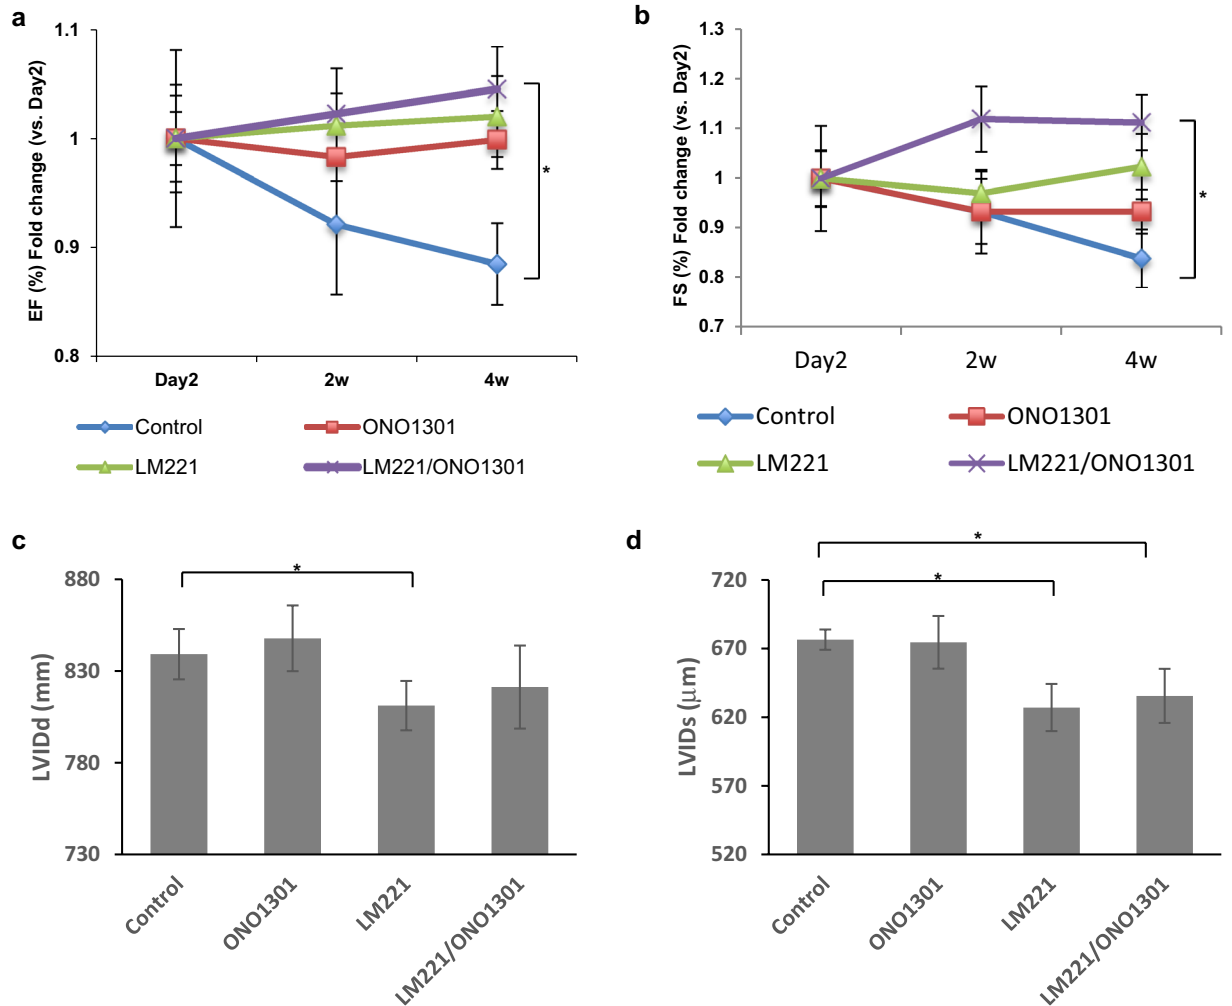 a
EF (%) Fold change (vs. Day2)
1.1
1
0.9
0.8
*
Day2 2w 4w
Control ONO1301
LM221 LM221/ONO1301
b
FS (%) Fold change (vs. Day2)
1.3
1.2
1.1
1
0.9
0.8
0.7
*
Day2 2w 4w
Control ONO1301
LM221 LM221/ONO1301
c
LVIDd (mm)
880
830
780
730
*
Control
ONO1301
LM221
LM221/ONO1301
d
LVIDs (μm)
720
670
620
570
520
*
*
Control
ONO1301
LM221
LM221/ONO1301